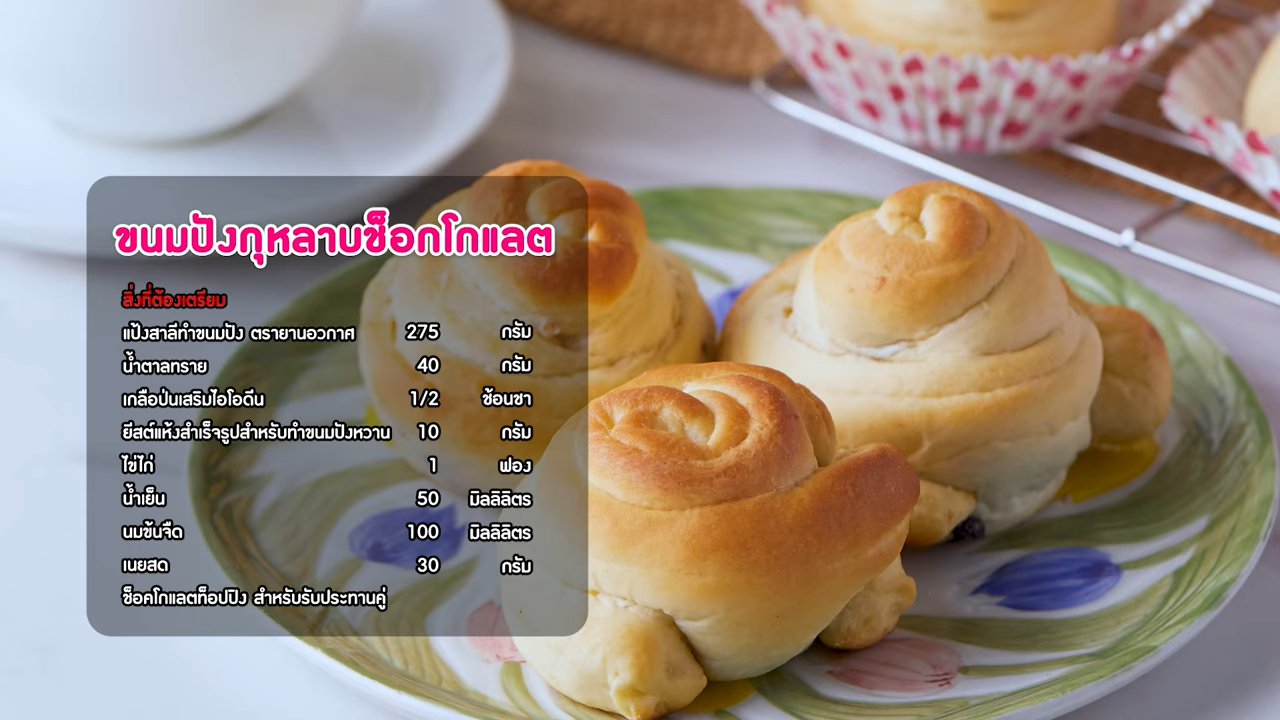 ขนมปังกุหลาบช็อกโกแลต
สิ่งที่ต้องเตรียม
แป้งสาลีทำขนมปัง ตรายานอวกาศ 275 กรัม
น้ำตาลทราย 40 กรัม
เกลือป่นเสริมไอโอดีน 1/2 ช้อนชา
ยีสต์แห้งสำเร็จรูปสำหรับทำขนมปังหวาน 10 กรัม
ไข่ไก่ 1 ฟอง
น้ำเย็น 50 มิลลิลิตร
นมข้นจืด 100 มิลลิลิตร
เนยสด 30 กรัม
ช็อคโกแลตท็อปปิง สำหรับรับประทานคู่